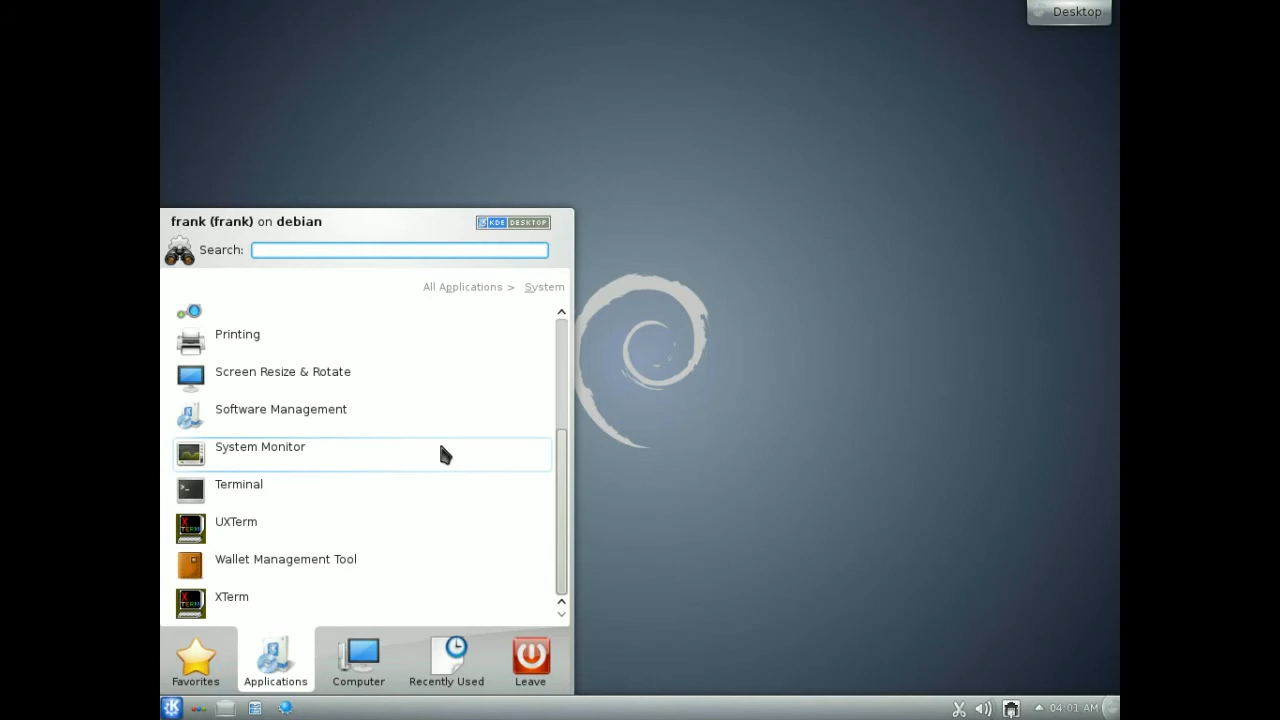 Desktop
frank (frank) on debian
KDE DESKTOP
Search:
All Applications > System
Printing
Screen Resize & Rotate
Software Management
System Monitor
Terminal
UXTerm
Wallet Management Tool
XTerm
Favorites Applications Computer Recently Used Leave
04:01 AM